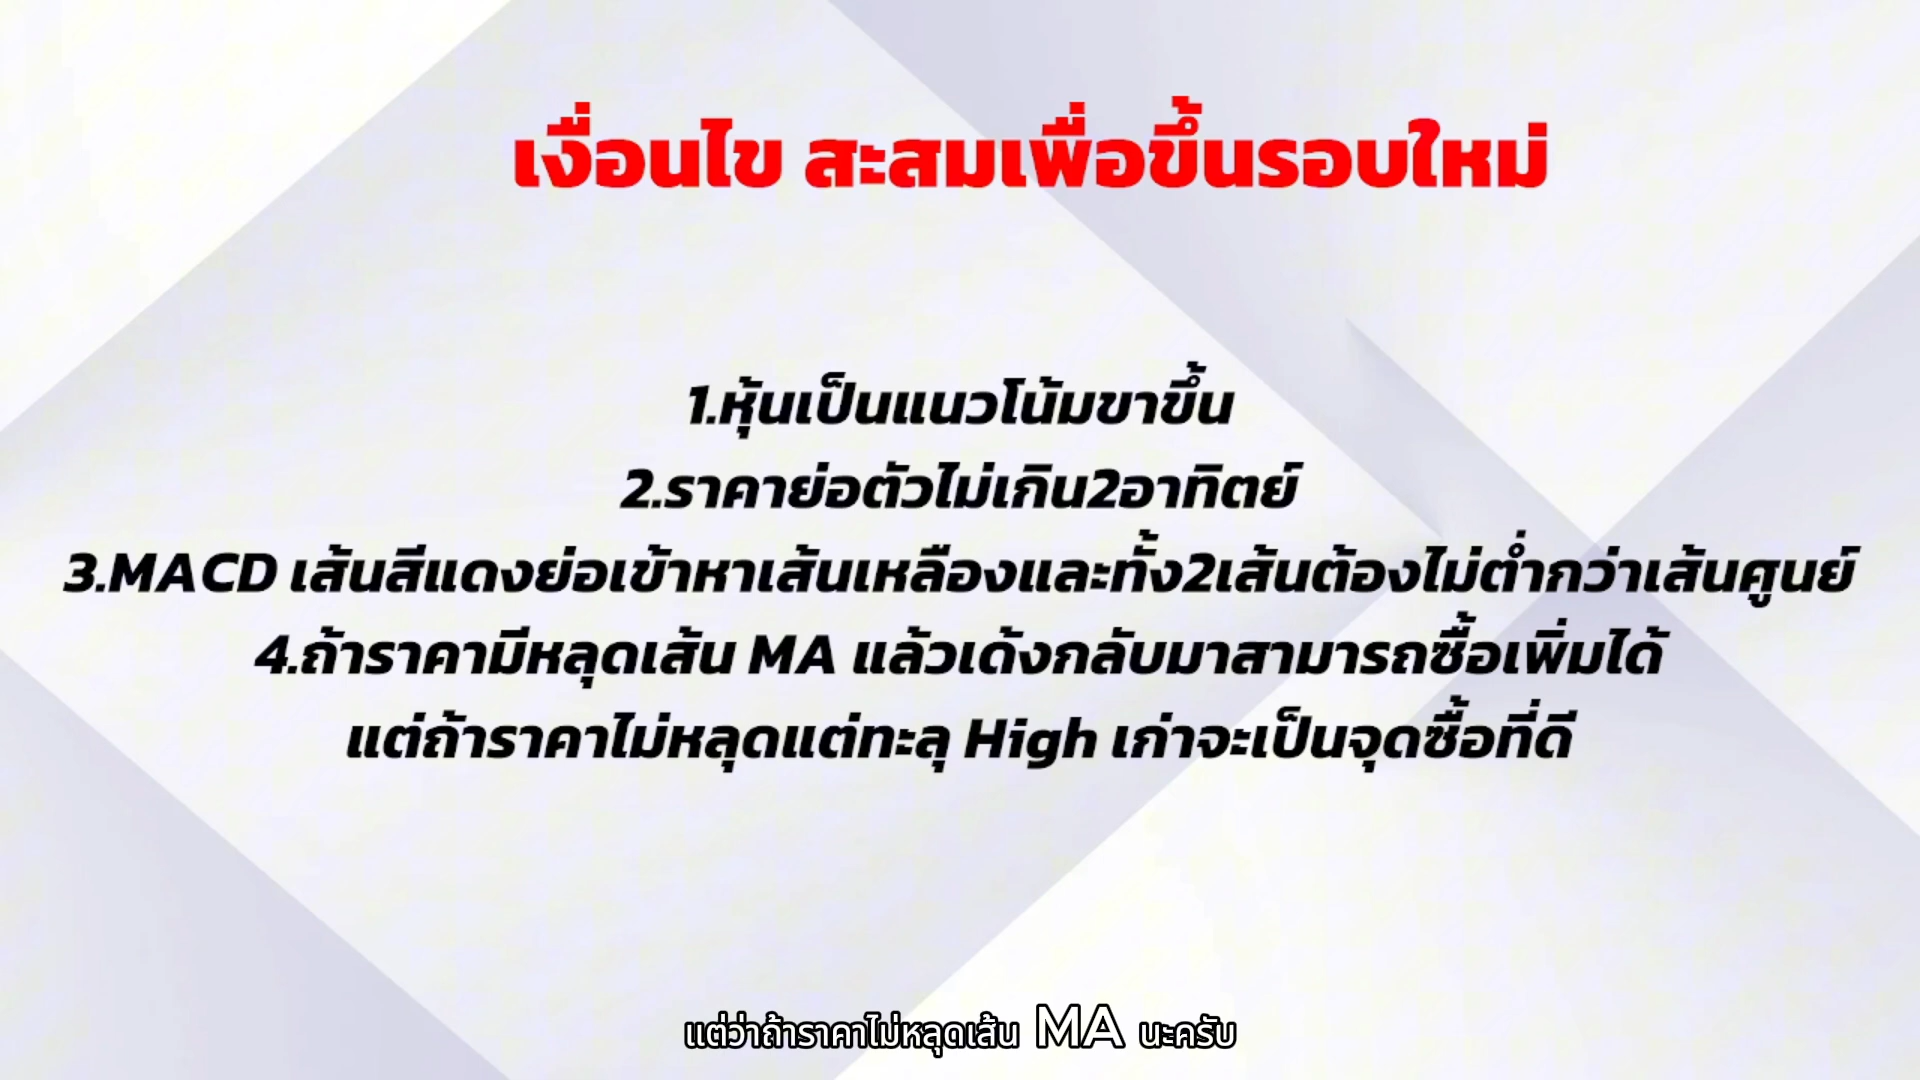 เงื่อนไข สะสมเพื่อขึ้นรอบใหม่
1.หุ้นเป็นแนวโน้มขาขึ้น
2.ราคาย่อตัวไม่เกิน2อาทิตย์
3.MACD เส้นสีแดงย่อเข้าหาเส้นเหลืองและทั้ง2เส้นต้องไม่ต่ำกว่าเส้นศูนย์
4.ถ้าราคามีหลุดเส้น MA แล้วเด้งกลับมาสามารถซื้อเพิ่มได้
แต่ถ้าราคาไม่หลุดแต่ทะลุ High เก่าจะเป็นจุดซื้อที่ดี
แต่ว่าถ้าราคาไม่หลุดเส้น MA นะครับ